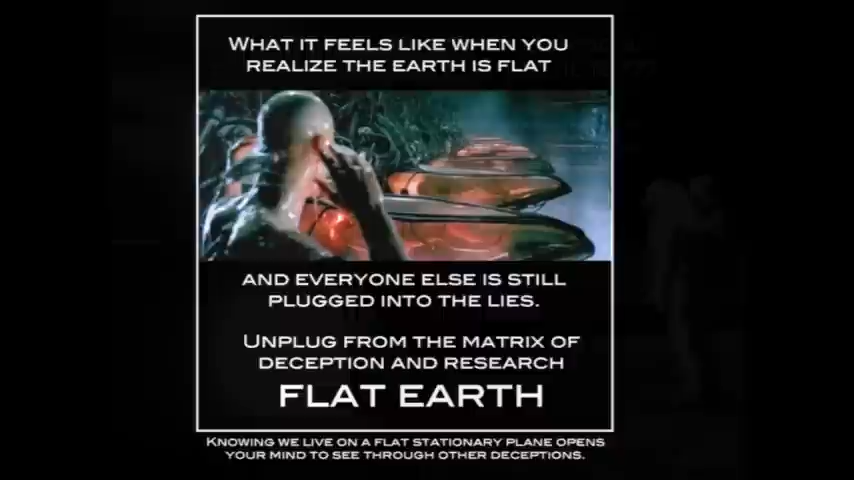 WHAT IT FEELS LIKE WHEN YOU
REALIZE THE EARTH IS FLAT
AND EVERYONE ELSE IS STILL
PLUGGED INTO THE LIES.
UNPLUG FROM THE MATRIX OF
DECEPTION AND RESEARCH
FLAT EARTH
KNOWING WE LIVE ON A FLAT STATIONARY PLANE OPENS
YOUR MIND TO SEE THROUGH OTHER DECEPTIONS.